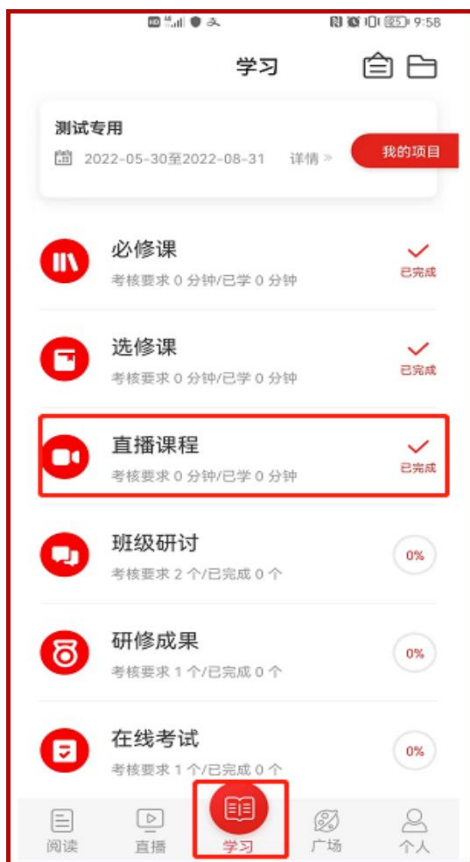 HD 4G 25 9:58
学习
测试专用
2022-05-30至2022-08-31 详情 »
我的项目
必修课
考核要求 0 分钟/已学 0 分钟
已完成
选修课
考核要求 0 分钟/已学 0 分钟
已完成
直播课程
考核要求 0 分钟/已学 0 分钟
已完成
班级研讨
考核要求 2 个/已完成 0 个
0%
研修成果
考核要求 1 个/已完成 0 个
0%
在线考试
考核要求 1 个/已完成 0 个
0%
阅读 直播 学习 广场 个人